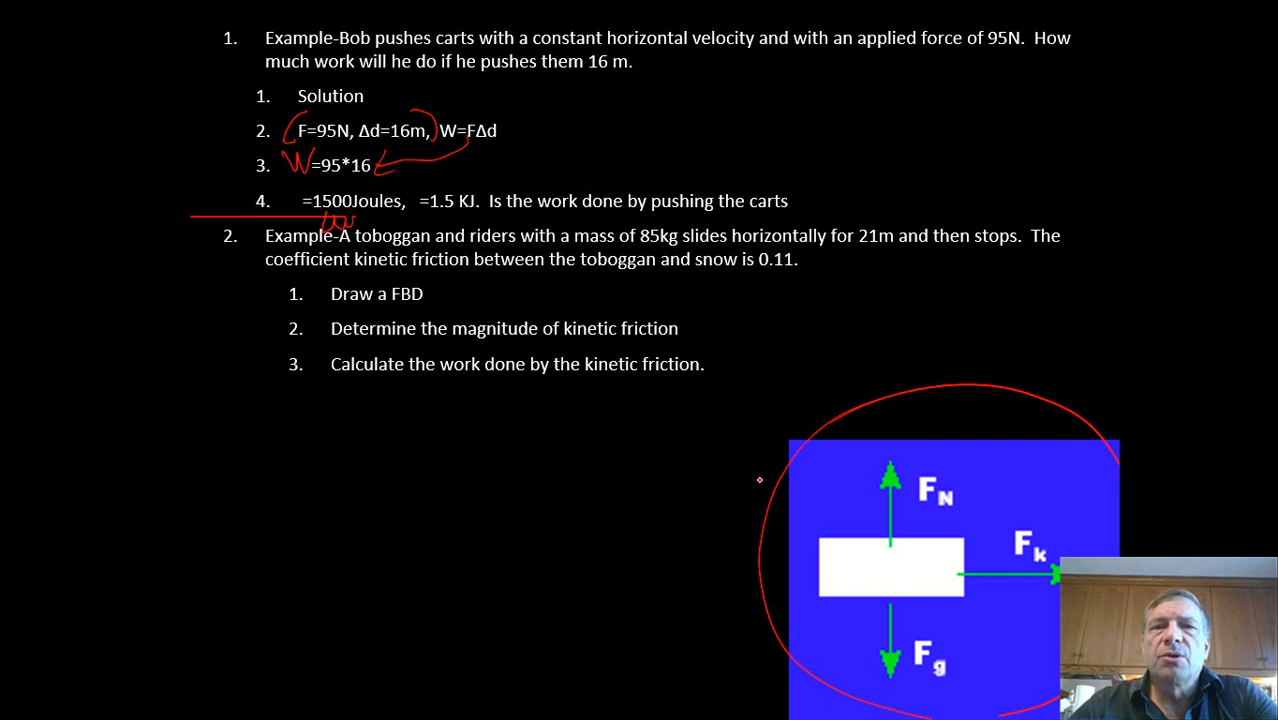 1. Example-Bob pushes carts with a constant horizontal velocity and with an applied force of 95N. How
much work will he do if he pushes them 16 m.
1. Solution
2. F=95N, Δd=16m, W=FΔd
3. W=95*16
4. =1500Joules, =1.5 KJ. Is the work done by pushing the carts
2. Example-A toboggan and riders with a mass of 85kg slides horizontally for 21m and then stops. The
coefficient kinetic friction between the toboggan and snow is 0.11.
1. Draw a FBD
2. Determine the magnitude of kinetic friction
3. Calculate the work done by the kinetic friction.
FN
Fk
Fg